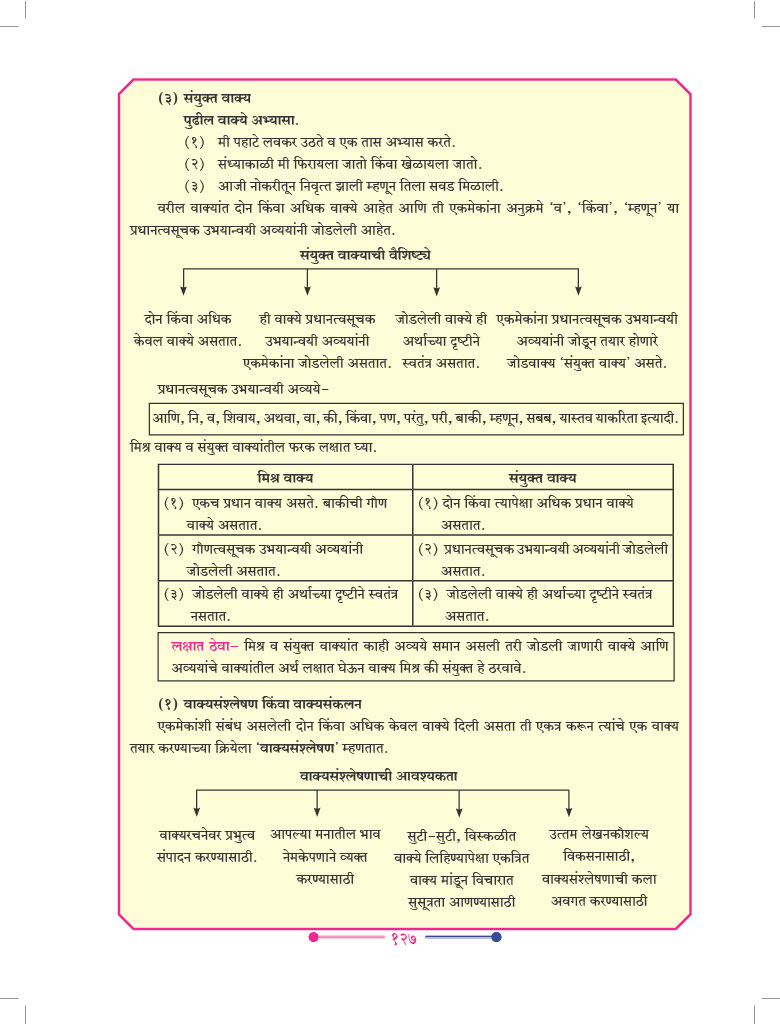 (३) संयुक्त वाक्य
पुढील वाक्ये अभ्यासा.
(१) मी पहाटे लवकर उठते व एक तास अभ्यास करते.
(२) संध्याकाळी मी फिरायला जातो किंवा खेळायला जातो.
(३) आजी नोकरीतून निवृत्त झाली म्हणून तिला सवड मिळाली.
वरील वाक्यांत दोन किंवा अधिक वाक्ये आहेत आणि ती एकमेकांना अनुक्रमे ‘व’, ‘किंवा’, ‘म्हणून’ या
प्रधानत्वसूचक उभयान्वयी अव्ययांनी जोडलेली आहेत.
संयुक्त वाक्याची वैशिष्ट्ये
दोन किंवा अधिक
केवल वाक्ये असतात.
ही वाक्ये प्रधानत्वसूचक
उभयान्वयी अव्ययांनी
एकमेकांना जोडलेली असतात.
जोडलेली वाक्ये ही
अर्थाच्या दृष्टीने
स्वतंत्र असतात.
एकमेकांना प्रधानत्वसूचक उभयान्वयी
अव्ययांनी जोडून तयार होणारे
जोडवाक्य ‘संयुक्त वाक्य’ असते.
प्रधानत्वसूचक उभयान्वयी अव्यये–
आणि, नि, व, शिवाय, अथवा, वा, की, किंवा, पण, परंतु, परी, बाकी, म्हणून, सबब, यास्तव याकरिता इत्यादी.
मिश्र वाक्य व संयुक्त वाक्यांतील फरक लक्षात घ्या.
मिश्र वाक्य
संयुक्त वाक्य
(१) एकच प्रधान वाक्य असते. बाकीची गौण
वाक्ये असतात.
(१) दोन किंवा त्यापेक्षा अधिक प्रधान वाक्ये
असतात.
(२) गौणत्वसूचक उभयान्वयी अव्ययांनी
जोडलेली असतात.
(२) प्रधानत्वसूचक उभयान्वयी अव्ययांनी जोडलेली
असतात.
(३) जोडलेली वाक्ये ही अर्थाच्या दृष्टीने स्वतंत्र
नसतात.
(३) जोडलेली वाक्ये ही अर्थाच्या दृष्टीने स्वतंत्र
असतात.
लक्षात ठेवा– मिश्र व संयुक्त वाक्यांत काही अव्यये समान असली तरी जोडली जाणारी वाक्ये आणि
अव्ययांचे वाक्यांतील अर्थ लक्षात घेऊन वाक्य मिश्र की संयुक्त हे ठरवावे.
(१) वाक्यसंश्लेषण किंवा वाक्यसंकलन
एकमेकांशी संबंध असलेली दोन किंवा अधिक केवल वाक्ये दिली असता ती एकत्र करून त्यांचे एक वाक्य
तयार करण्याच्या क्रियेला ‘वाक्यसंश्लेषण’ म्हणतात.
वाक्यसंश्लेषणाची आवश्यकता
वाक्यरचनेवर प्रभुत्व
संपादन करण्यासाठी.
आपल्या मनातील भाव
नेमकेपणाने व्यक्त
करण्यासाठी
सुटी–सुटी, विस्कळीत
वाक्ये लिहिण्यापेक्षा एकत्रित
वाक्य मांडून विचारात
सुसूत्रता आणण्यासाठी
उत्तम लेखनकौशल्य
विकसनासाठी,
वाक्यसंश्लेषणाची कला
अवगत करण्यासाठी
१२७